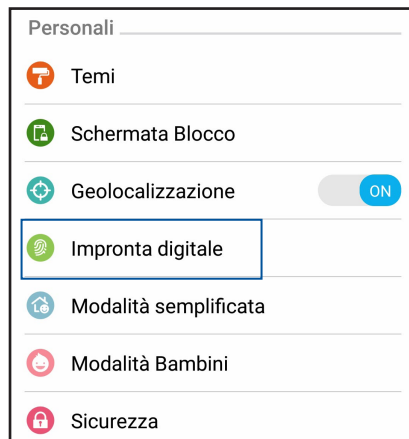 Personali
Temi
Schermata Blocco
Geolocalizzazione ON
Impronta digitale
Modalità semplificata
Modalità Bambini
Sicurezza